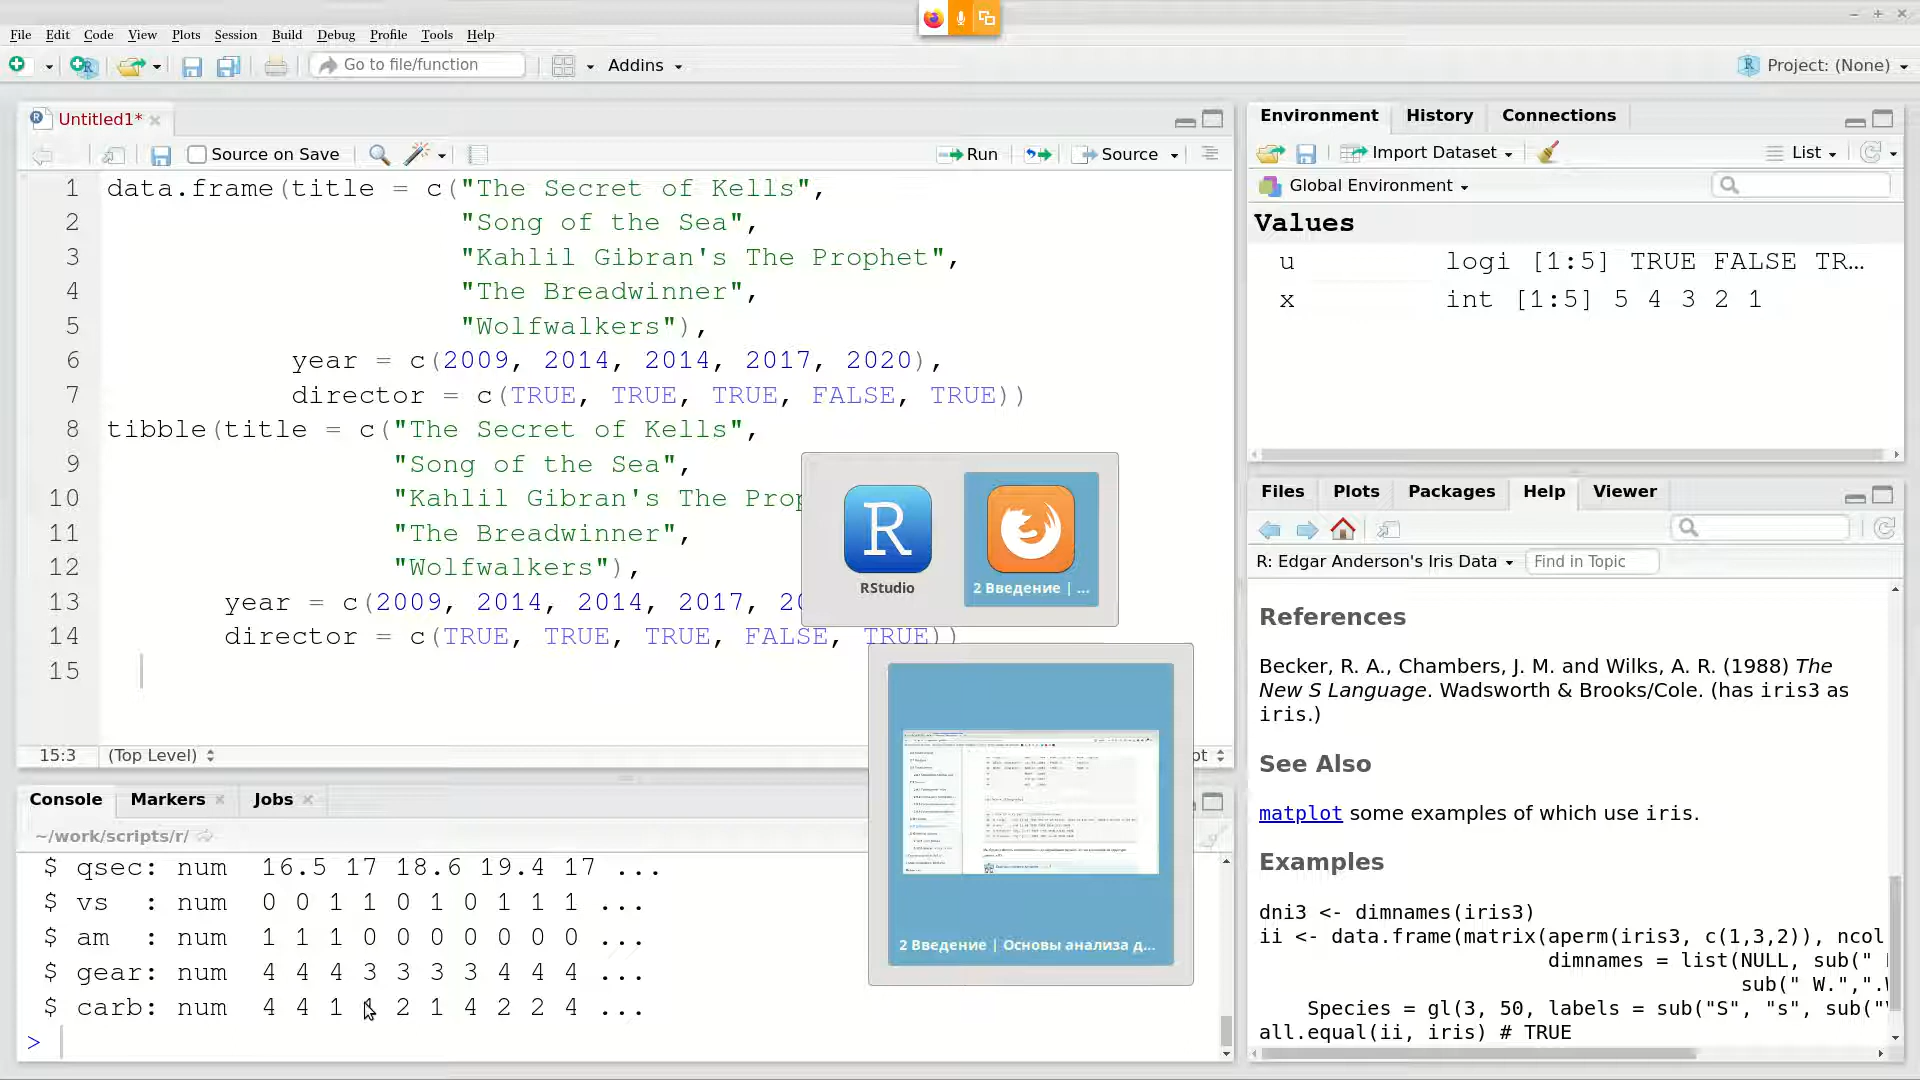 File Edit Code View Plots Session Build Debug Profile Tools Help
Go to file/function
Addins
Project: (None)
Untitled1*
Source on Save
Run
Source
1 data.frame(title = c("The Secret of Kells",
2 "Song of the Sea",
3 "Kahlil Gibran's The Prophet",
4 "The Breadwinner",
5 "Wolfwalkers"),
6 year = c(2009, 2014, 2014, 2017, 2020),
7 director = c(TRUE, TRUE, TRUE, FALSE, TRUE))
8 tibble(title = c("The Secret of Kells",
9 "Song of the Sea",
10 "Kahlil Gibran's The Prop
11 "The Breadwinner",
12 "Wolfwalkers"),
13 year = c(2009, 2014, 2014, 2017, 20
14 director = c(TRUE, TRUE, TRUE, FALSE, TRUE))
15
15:3 (Top Level)
pt
R
RStudio
2 Введение | ...
2 Введение | Основы анализа д...
Console Markers Jobs
~/work/scripts/r/
$ qsec: num 16.5 17 18.6 19.4 17 ...
$ vs : num 0 0 1 1 0 1 0 1 1 1 ...
$ am : num 1 1 1 0 0 0 0 0 0 0 ...
$ gear: num 4 4 4 3 3 3 3 4 4 4 ...
$ carb: num 4 4 1 1 2 1 4 2 2 4 ...
>
Environment History Connections
Import Dataset
List
Global Environment
Values
u logi [1:5] TRUE FALSE TR...
x int [1:5] 5 4 3 2 1
Files Plots Packages Help Viewer
R: Edgar Anderson's Iris Data
Find in Topic
References
Becker, R. A., Chambers, J. M. and Wilks, A. R. (1988) The
New S Language. Wadsworth & Brooks/Cole. (has iris3 as
iris.)
See Also
matplot some examples of which use iris.
Examples
dni3 <- dimnames(iris3)
ii <- data.frame(matrix(aperm(iris3, c(1,3,2)), ncol
dimnames = list(NULL, sub("
sub(" W.",".W
Species = gl(3, 50, labels = sub("S", "s", sub("
all.equal(ii, iris) # TRUE